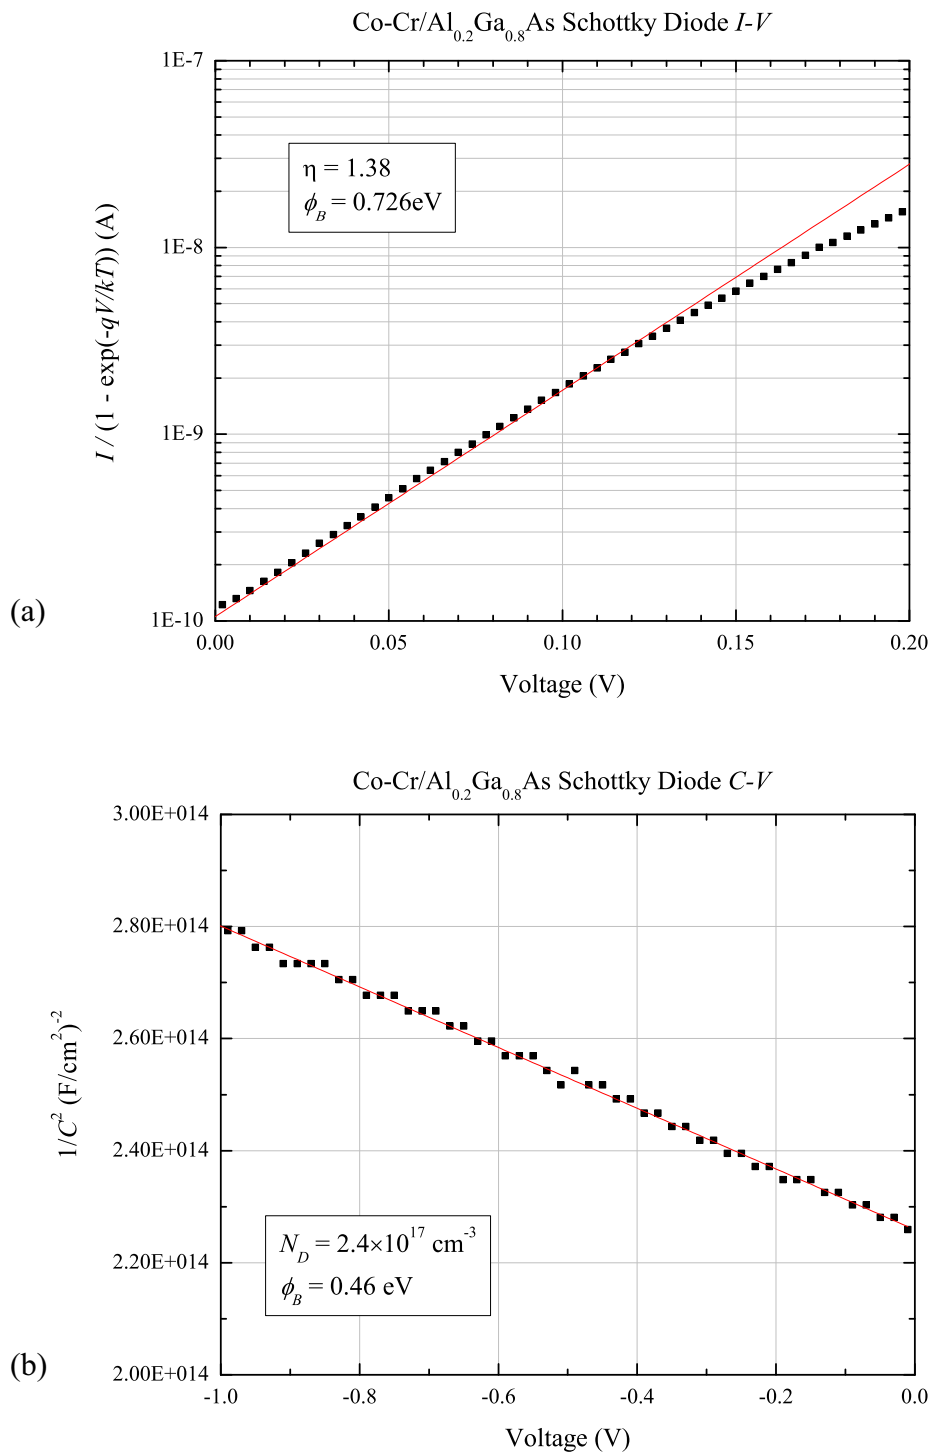 Co-Cr/Al₀.₂Ga₀.₈As Schottky Diode I-V
1E-7
1E-8
1E-9
1E-10
I / (1 - exp(-qV/kT)) (A)
η = 1.38
ϕ_B = 0.726eV
(a)
0.00 0.05 0.10 0.15 0.20
Voltage (V)
Co-Cr/Al₀.₂Ga₀.₈As Schottky Diode C-V
3.00E+014
2.80E+014
2.60E+014
2.40E+014
2.20E+014
2.00E+014
1/C² (F/cm²)⁻²
N_D = 2.4×10¹⁷ cm⁻³
ϕ_B = 0.46 eV
(b)
-1.0 -0.8 -0.6 -0.4 -0.2 0.0
Voltage (V)